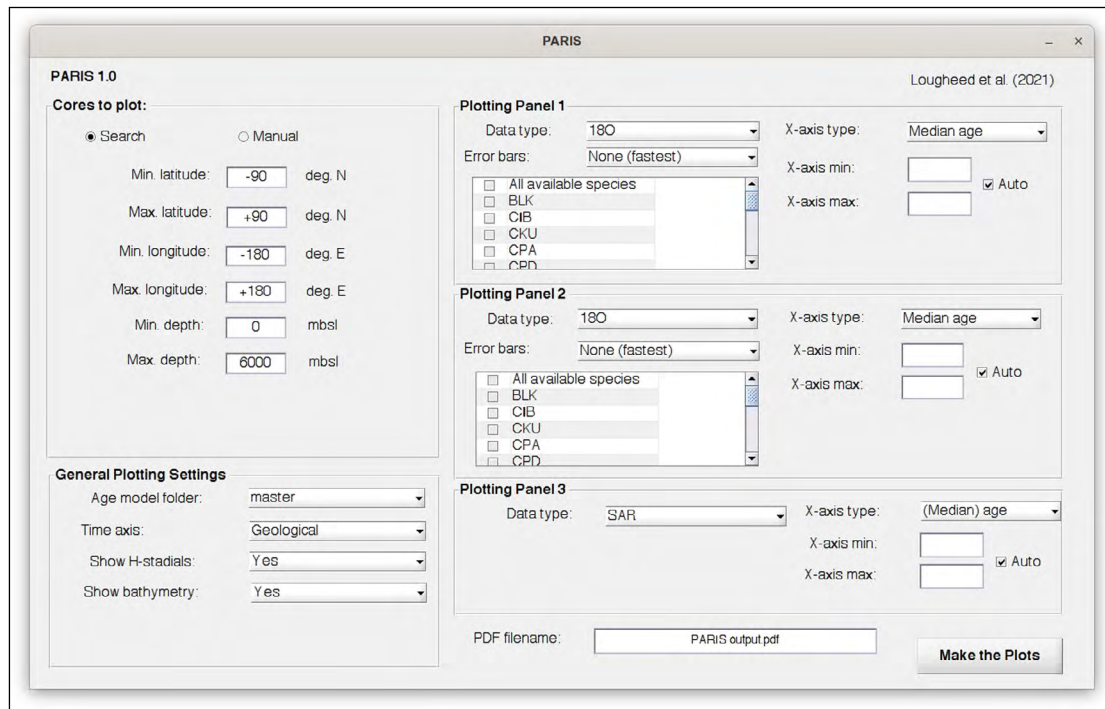 PARIS
PARIS 1.0
Lougheed et al. (2021)
Cores to plot:
Search
Manual
Min. latitude: -90 deg. N
Max. latitude: +90 deg. N
Min. longitude: -180 deg. E
Max. longitude: +180 deg. E
Min. depth: 0 mbsl
Max. depth: 6000 mbsl
General Plotting Settings
Age model folder: master
Time axis: Geological
Show H-stadials: Yes
Show bathymetry: Yes
Plotting Panel 1
Data type: 18O
X-axis type: Median age
Error bars: None (fastest)
X-axis min:
Auto
X-axis max:
All available species
BLK
CIB
CKU
CPA
CPD
Plotting Panel 2
Data type: 18O
X-axis type: Median age
Error bars: None (fastest)
X-axis min:
Auto
X-axis max:
All available species
BLK
CIB
CKU
CPA
CPD
Plotting Panel 3
Data type: SAR
X-axis type: (Median) age
X-axis min:
Auto
X-axis max:
PDF filename: PARIS output.pdf
Make the Plots